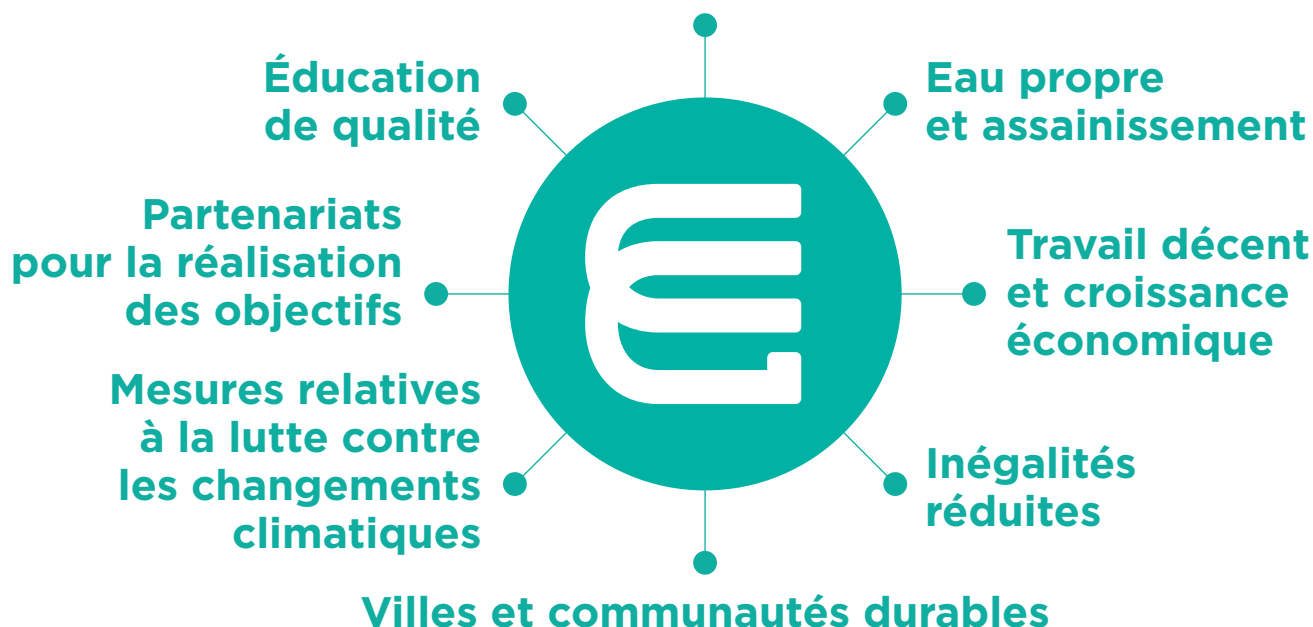 Éducation
de qualité
Eau propre
et assainissement
Partenariats
pour la réalisation
des objectifs
Travail décent
et croissance
économique
Mesures relatives
à la lutte contre
les changements
climatiques
Inégalités
réduites
Villes et communautés durables